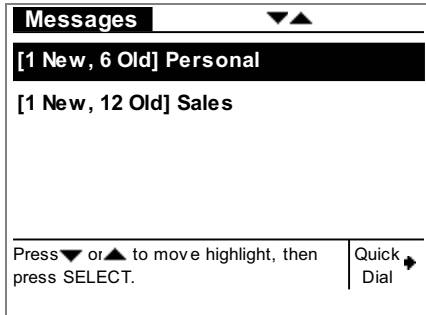 Messages ▼▲
[1 New, 6 Old] Personal
[1 New, 12 Old] Sales
Press ▼ or ▲ to move highlight, then
press SELECT.
Quick
Dial